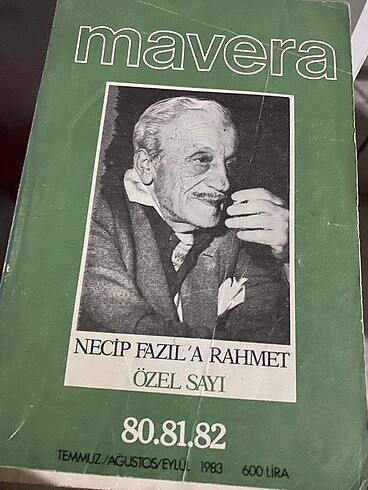 mavera
NECİP FAZIL'A RAHMET
ÖZEL SAYI
80.81.82
TEMMUZ/AĞUSTOS/EYLÜL 1983 600 LİRA